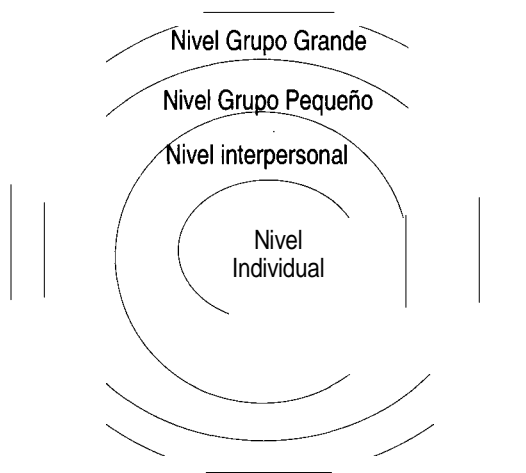 Nivel Grupo Grande
Nivel Grupo Pequeño
Nivel interpersonal
Nivel
Individual